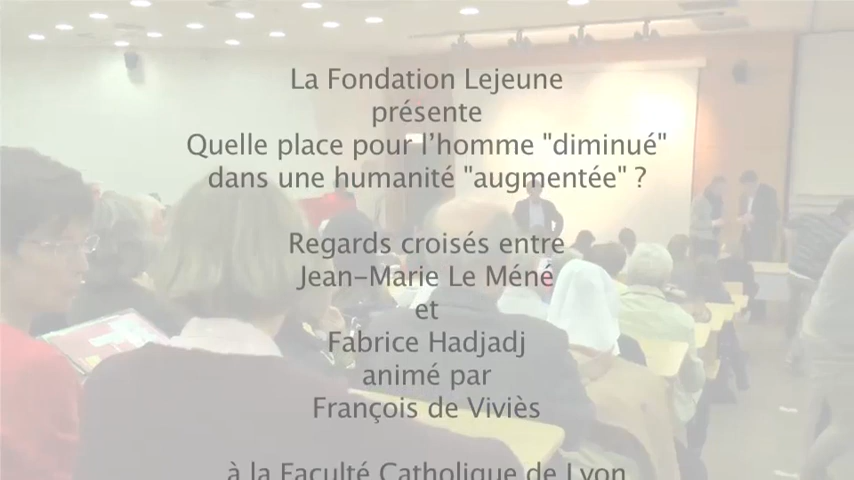 La Fondation Lejeune
présente
Quelle place pour l’homme "diminué"
dans une humanité "augmentée" ?
Regards croisés entre
Jean-Marie Le Méné
et
Fabrice Hadjadj
animé par
François de Viviès
à la Faculté Catholique de Lyon